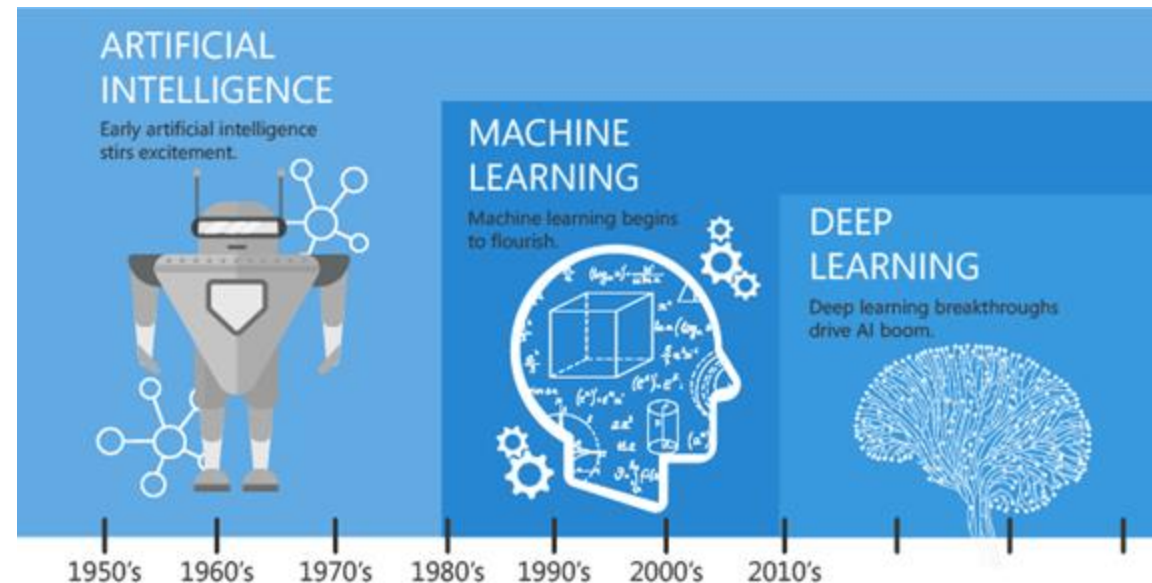 ARTIFICIAL
INTELLIGENCE
Early artificial intelligence
stirs excitement.
MACHINE
LEARNING
Machine learning begins
to flourish.
DEEP
LEARNING
Deep learning breakthroughs
drive AI boom.
1950's 1960's 1970's 1980's 1990's 2000's 2010's